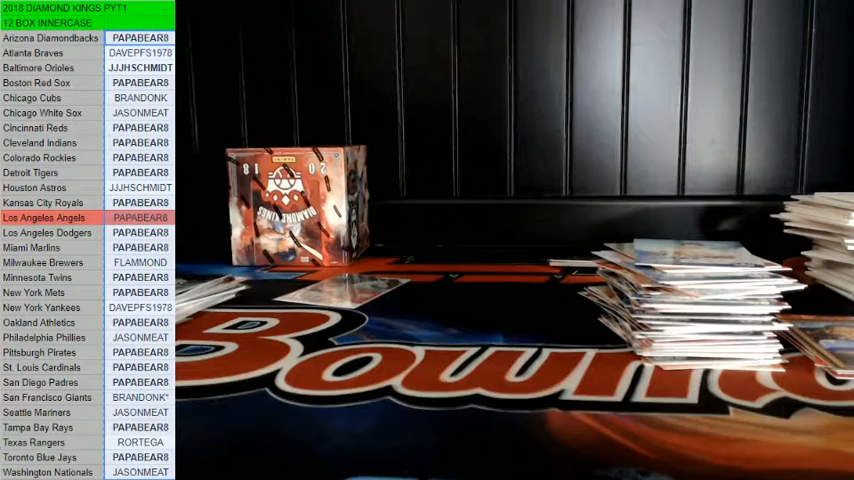 2018 DIAMOND KINGS PYT1
12 BOX INNERCASE
Arizona Diamondbacks PAPABEAR8
Atlanta Braves DAVEPFS1978
Baltimore Orioles JJJHSCHMIDT
Boston Red Sox PAPABEAR8
Chicago Cubs BRANDONK
Chicago White Sox JASONMEAT
Cincinnati Reds PAPABEAR8
Cleveland Indians PAPABEAR8
Colorado Rockies PAPABEAR8
Detroit Tigers PAPABEAR8
Houston Astros JJJHSCHMIDT
Kansas City Royals PAPABEAR8
Los Angeles Angels PAPABEAR8
Los Angeles Dodgers PAPABEAR8
Miami Marlins PAPABEAR8
Milwaukee Brewers FLAMMOND
Minnesota Twins PAPABEAR8
New York Mets PAPABEAR8
New York Yankees DAVEPFS1978
Oakland Athletics PAPABEAR8
Philadelphia Phillies JASONMEAT
Pittsburgh Pirates PAPABEAR8
St. Louis Cardinals PAPABEAR8
San Diego Padres PAPABEAR8
San Francisco Giants BRANDONK*
Seattle Mariners JASONMEAT
Tampa Bay Rays PAPABEAR8
Texas Rangers RORTEGA
Toronto Blue Jays PAPABEAR8
Washington Nationals JASONMEAT
2018
DIAMOND KINGS
Bowm